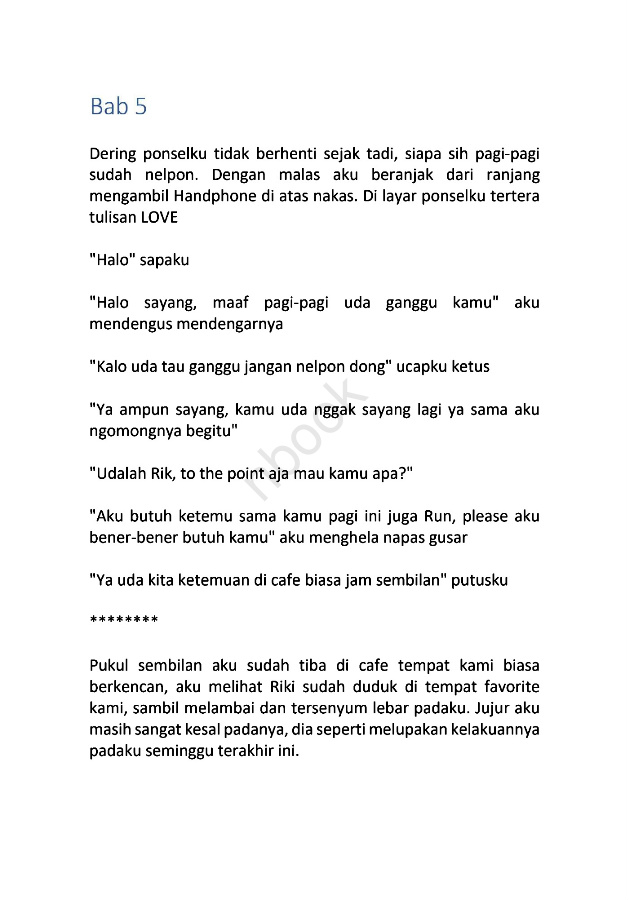 Bab 5
Dering ponselku tidak berhenti sejak tadi, siapa sih pagi-pagi
sudah nelpon. Dengan malas aku beranjak dari ranjang
mengambil Handphone di atas nakas. Di layar ponselku tertera
tulisan LOVE
"Halo" sapaku
"Halo sayang, maaf pagi-pagi uda ganggu kamu" aku
mendengus mendengarnya
"Kalo uda tau ganggu jangan nelpon dong" ucapku ketus
"Ya ampun sayang, kamu uda nggak sayang lagi ya sama aku
ngomongnya begitu"
"Udalah Rik, to the point aja mau kamu apa?"
"Aku butuh ketemu sama kamu pagi ini juga Run, please aku
bener-bener butuh kamu" aku menghela napas gusar
"Ya uda kita ketemuan di cafe biasa jam sembilan" putusku
********
Pukul sembilan aku sudah tiba di cafe tempat kami biasa
berkencan, aku melihat Riki sudah duduk di tempat favorite
kami, sambil melambai dan tersenyum lebar padaku. Jujur aku
masih sangat kesal padanya, dia seperti melupakan kelakuannya
padaku seminggu terakhir ini.